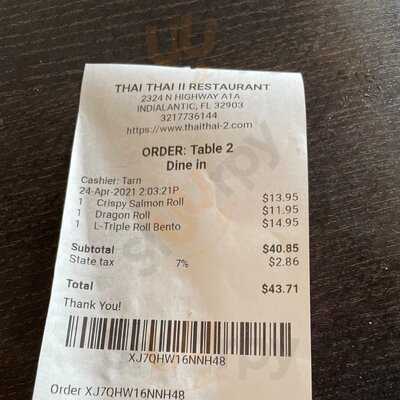 THAI THAI II RESTAURANT
2324 N HIGHWAY A1A
INDIALANTIC, FL 32903
3217736144
https://www.thaithai-2.com
ORDER: Table 2
Dine in
Cashier: Tarn
24-Apr-2021 2:03:21P
1 Crispy Salmon Roll $13.95
1 Dragon Roll $11.95
1 L-Triple Roll Bento $14.95
Subtotal $40.85
State tax 7% $2.86
Total $43.71
Thank You!
XJ7QHW16NNH48
Order XJ7QHW16NNH48